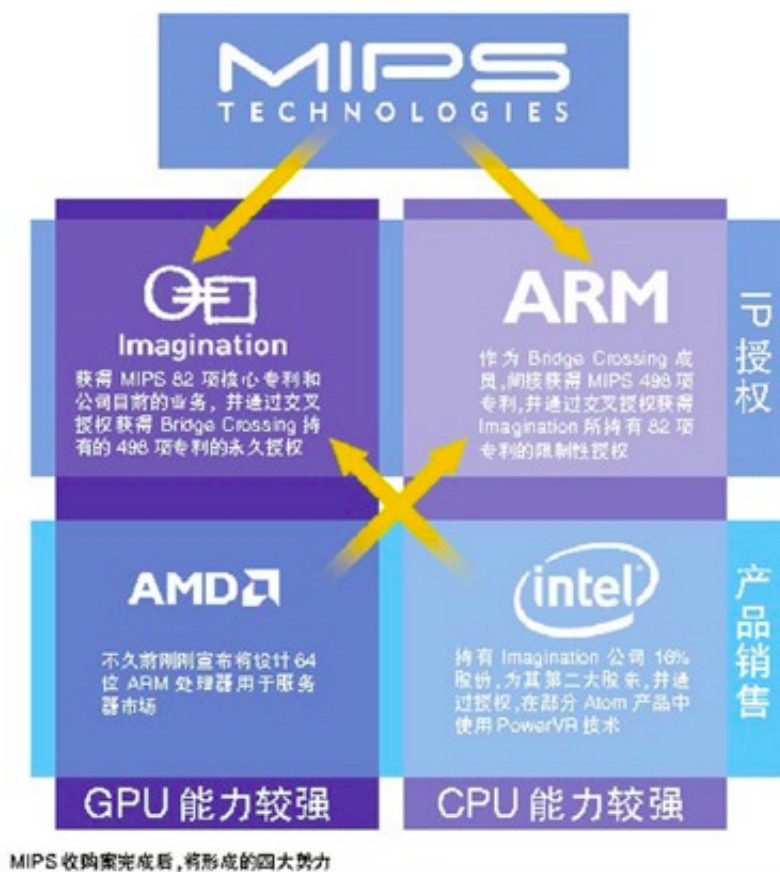 MIPS
TECHNOLOGIES
Imagination
获得 MIPS 82 项核心专利和
公司目前的业务，并通过交叉
授权获得 Bridge Crossing 持
有的 498 项专利的永久授权
ARM
作为 Bridge Crossing 成
员,间接获得 MIPS 498 项
专利,并通过交叉授权获得
Imagination 所持有 82 项
专利的限制性授权
IP授权
AMD
不久前刚刚宣布将设计 64
位 ARM 处理器用于服务
器市场
intel
持有 Imagination 公司 16%
股份,为其第二大股东,并通
过授权,在部分 Atom 产品中
使用 PowerVR 技术
产品销售
GPU 能力较强
CPU 能力较强
MIPS 收购案完成后,将形成的四大势力